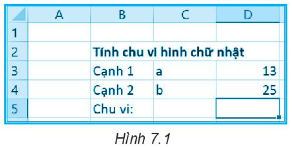 A B C D
1
2 Tính chu vi hình chữ nhật
3 Cạnh 1 a 13
4 Cạnh 2 b 25
5 Chu vi:
Hình 7.1